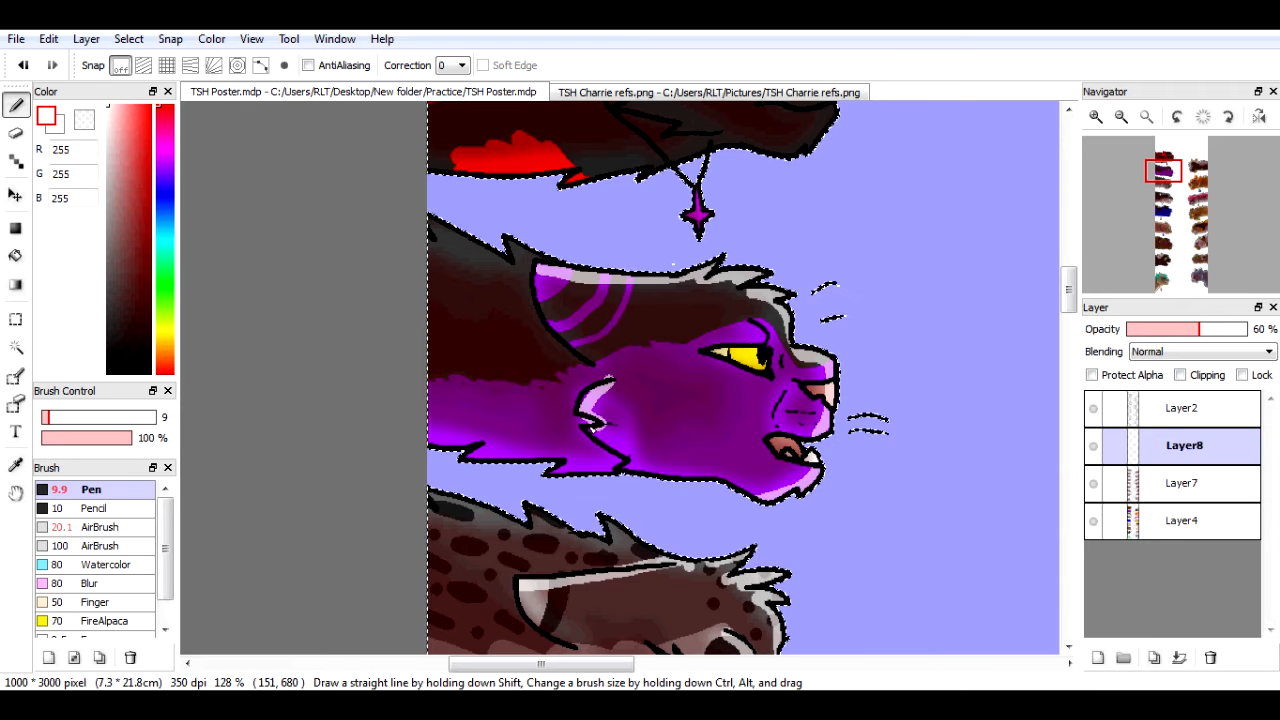 File Edit Layer Select Snap Color View Tool Window Help
Snap off AntiAliasing Correction 0 Soft Edge
Color
TSH Poster.mdp - C:/Users/RLT/Desktop/New folder/Practice/TSH Poster.mdp
TSH Charrie refs.png - C:/Users/RLT/Pictures/TSH Charrie refs.png
Navigator
R 255
G 255
B 255
Layer
Opacity 60 %
Blending Normal
Protect Alpha Clipping Lock
Brush Control
9
100 %
Layer2
Layer8
Layer7
Layer4
T
Brush
9.9 Pen
10 Pencil
20.1 AirBrush
100 AirBrush
80 Watercolor
80 Blur
50 Finger
70 FireAlpaca
1000 * 3000 pixel (7.3 * 21.8cm) 350 dpi 128 % ( 151, 680 ) Draw a straight line by holding down Shift, Change a brush size by holding down Ctrl, Alt, and drag